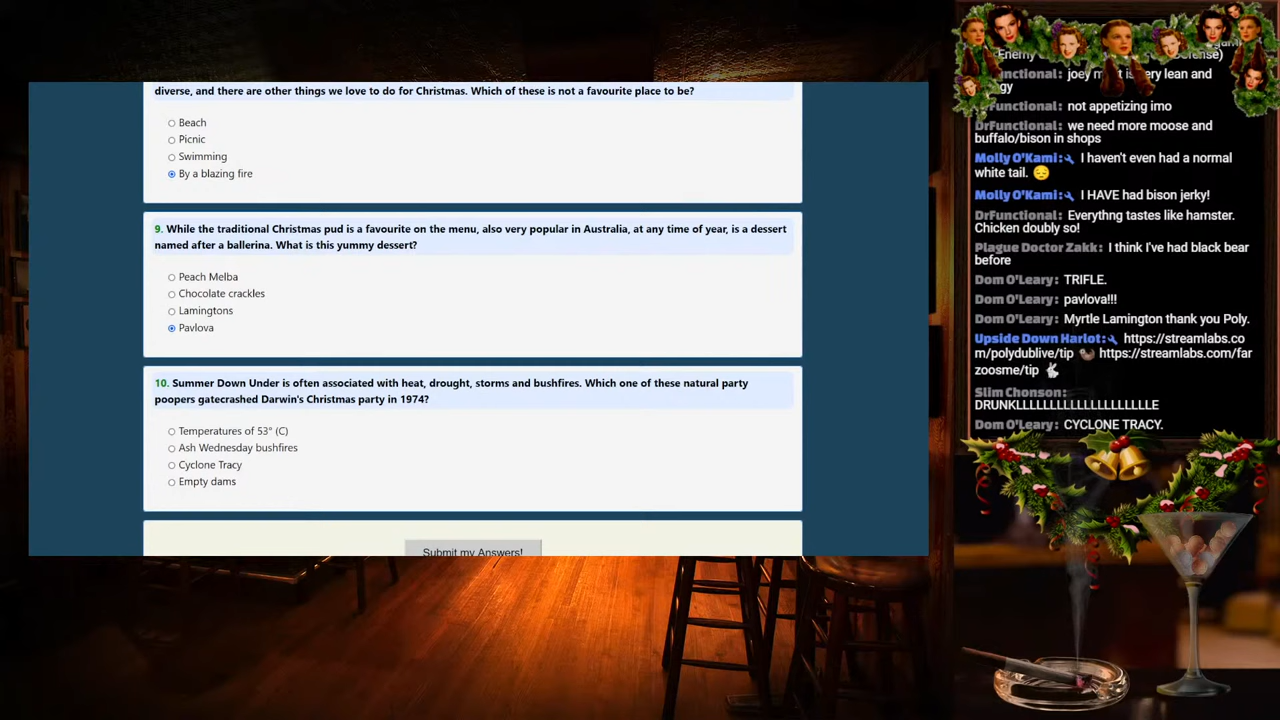 diverse, and there are other things we love to do for Christmas. Which of these is not a favourite place to be?
Beach
Picnic
Swimming
By a blazing fire
9. While the traditional Christmas pud is a favourite on the menu, also very popular in Australia, at any time of year, is a dessert
named after a ballerina. What is this yummy dessert?
Peach Melba
Chocolate crackles
Lamingtons
Pavlova
10. Summer Down Under is often associated with heat, drought, storms and bushfires. Which one of these natural party
poopers gatecrashed Darwin's Christmas party in 1974?
Temperatures of 53° (C)
Ash Wednesday bushfires
Cyclone Tracy
Empty dams
Submit my Answers!
Enemy
nctional: joey is ery lean and
DrFunctional: not appetizing imo
DrFunctional: we need more moose and
buffalo/bison in shops
Molly O'Kami: I haven't even had a normal
white tail.
Molly O'Kami: I HAVE had bison jerky!
DrFunctional: Everythng tastes like hamster.
Chicken doubly so!
Plague Doctor Zakk: I think I've had black bear
before
Dom O'Leary: TRIFLE.
Dom O'Leary: pavlova!!!
Dom O'Leary: Myrtle Lamington thank you Poly.
Upside Down Harlot: https://streamlabs.co
m/polydublive/tip https://streamlabs.com/far
zoosme/tip
Slim Chonson:
DRUNKLLLLLLLLLLLLLLLLLLLE
Dom O'Leary: CYCLONE TRACY.